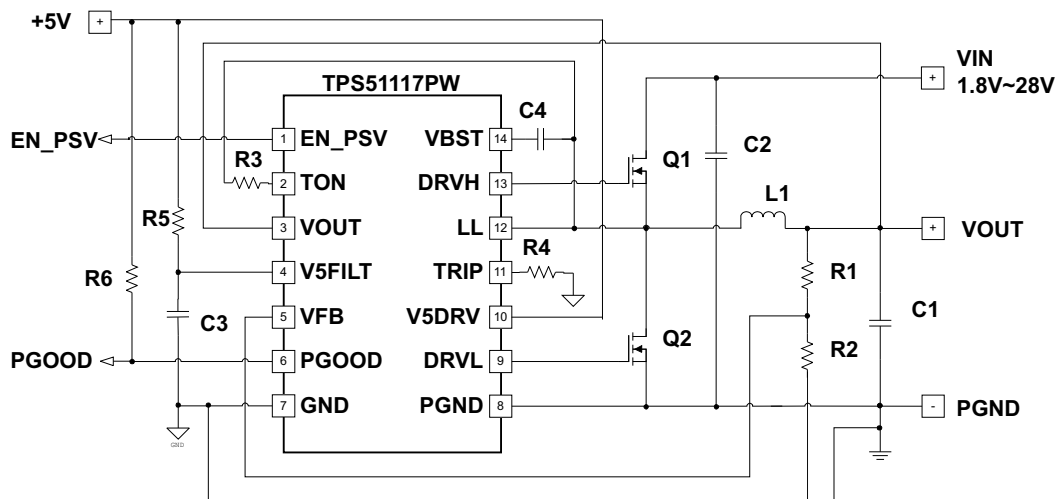 +5V
+
VIN
1.8V~28V
+
TPS51117PW
C4
EN_PSV
1
EN_PSV
VBST
14
Q1
C2
R3
2
TON
DRVH
13
L1
R5
3
VOUT
LL
12
R4
+
VOUT
R6
4
V5FILT
TRIP
11
R1
C3
5
VFB
V5DRV
10
Q2
C1
R2
PGOOD
6
PGOOD
DRVL
9
7
GND
PGND
8
-
PGND
GND